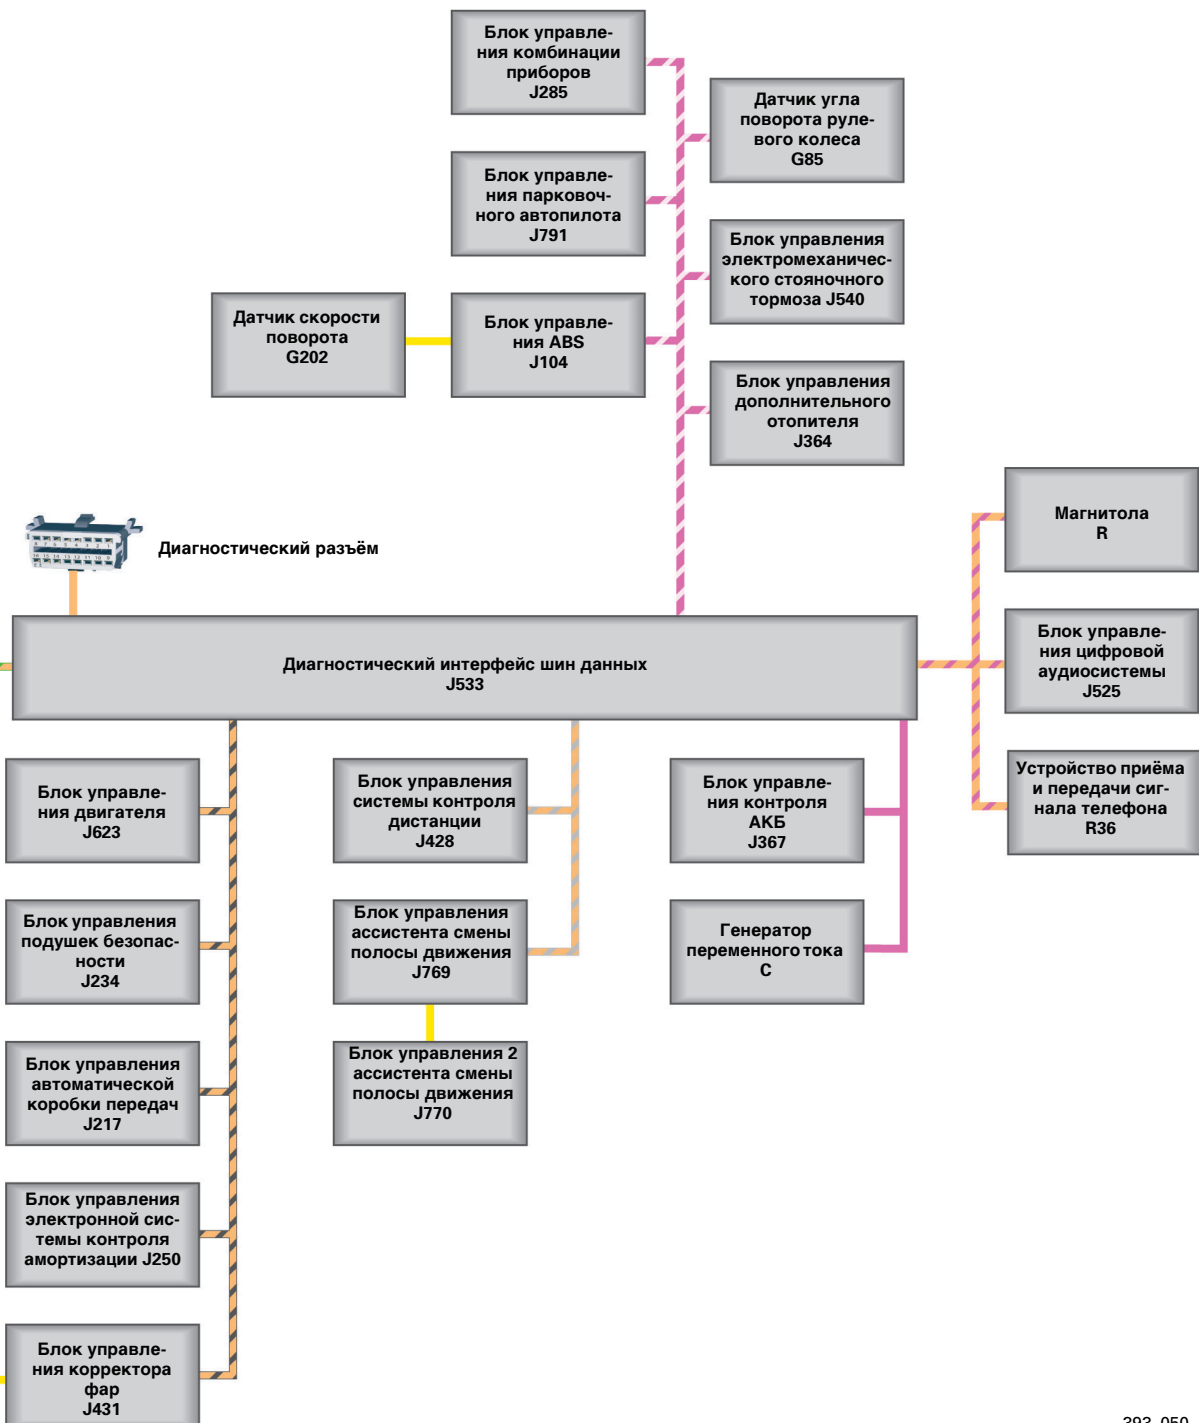 Блок управле-
ния комбинации
приборов
J285
Датчик угла
поворота руле-
вого колеса
G85
Блок управле-
ния парковоч-
ного автопилота
J791
Блок управления
электромеханичес-
кого стояночного
тормоза J540
Датчик скорости
поворота
G202
Блок управле-
ния ABS
J104
Блок управления
дополнительного
отопителя
J364
Магнитола
R
Диагностический разъём
Блок управле-
ния цифровой
аудиосистемы
J525
Диагностический интерфейс шин данных
J533
Устройство приёма
и передачи сиг-
нала телефона
R36
Блок управле-
ния двигателя
J623
Блок управления
системы контроля
дистанции
J428
Блок управле-
ния контроля
АКБ
J367
Блок управления
подушек безопас-
ности
J234
Блок управления
ассистента смены
полосы движения
J769
Генератор
переменного тока
C
Блок управления
автоматической
коробки передач
J217
Блок управления 2
ассистента смены
полосы движения
J770
Блок управления
электронной сис-
темы контроля
амортизации J250
Блок управле-
ния корректора
фар
J431